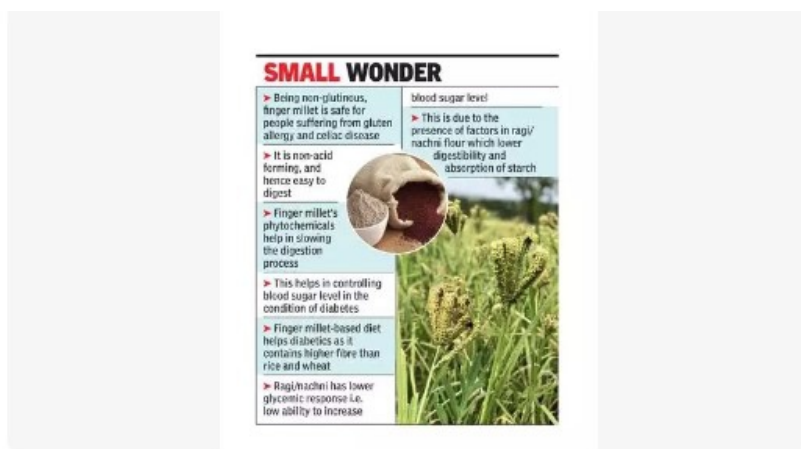 SMALL WONDER
➤ Being non-glutinous,
finger millet is safe for
people suffering from gluten
allergy and celiac disease
➤ It is non-acid
forming, and
hence easy to
digest
➤ Finger millet's
phytochemicals
help in slowing
the digestion
process
➤ This helps in controlling
blood sugar level in the
condition of diabetes
➤ Finger millet-based diet
helps diabetics as it
contains higher fibre than
rice and wheat
➤ Ragi/nachni has lower
glycemic response i.e.
low ability to increase
blood sugar level
➤ This is due to the
presence of factors in ragi/
nachni flour which lower
digestibility and
absorption of starch